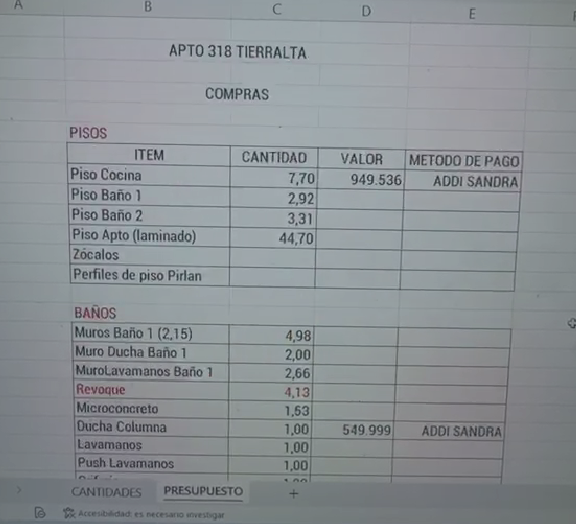 A B C D E
APTO 318 TIERRALTA
COMPRAS
PISOS
ITEM CANTIDAD VALOR METODO DE PAGO
Piso Cocina 7,70 949.536 ADDI SANDRA
Piso Baño 1 2,92
Piso Baño 2 3,31
Piso Apto (laminado) 44,70
Zócalos
Perfiles de piso Pirlan
BAÑOS
Muros Baño 1 (2,15) 4,98
Muro Ducha Baño 1 2,00
MuroLavamanos Baño 1 2,66
Revoque 4,13
Microconcreto 1,53
Ducha Columna 1,00 549.999 ADDI SANDRA
Lavamanos 1,00
Push Lavamanos 1,00
CANTIDADES PRESUPUESTO +
Accesibilidad: es necesario investigar